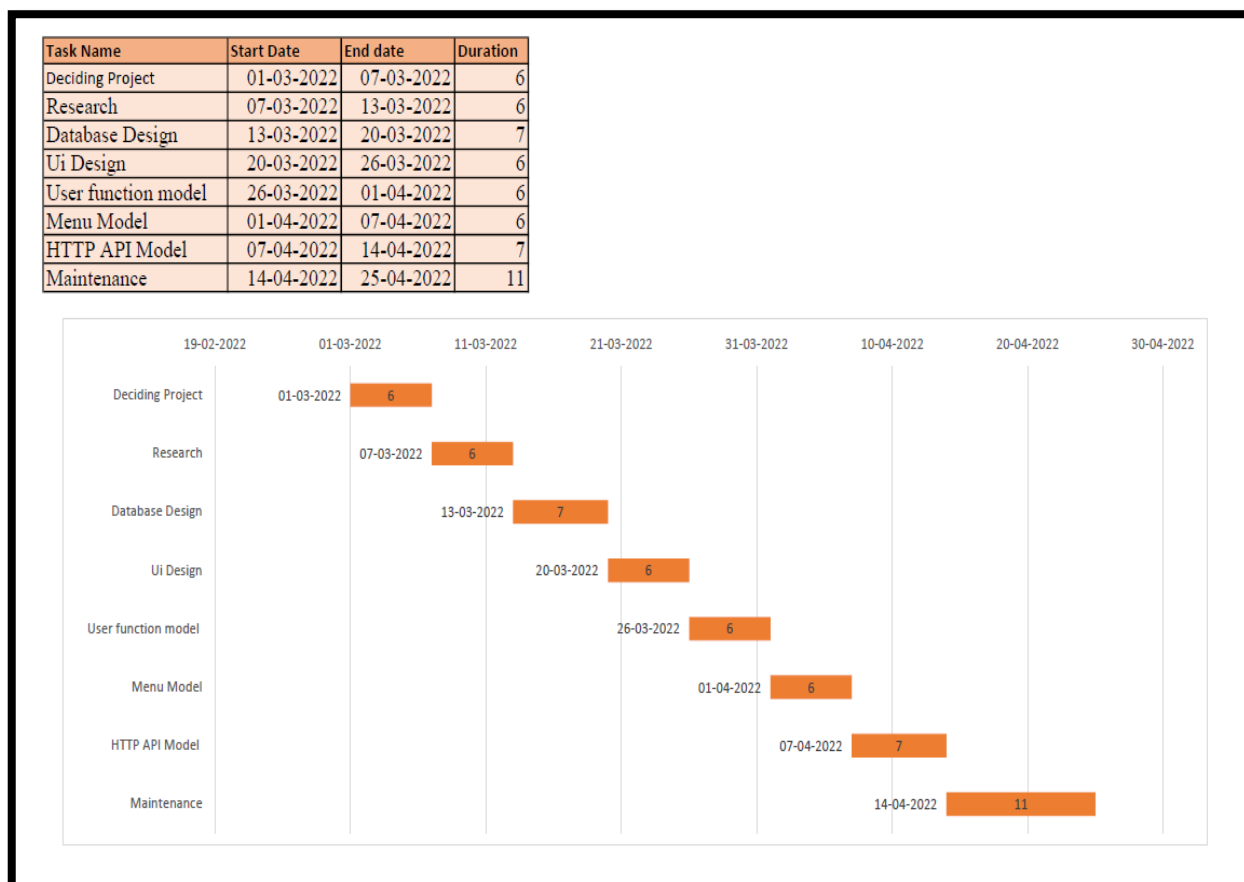 Task Name Start Date End date Duration
Deciding Project 01-03-2022 07-03-2022 6
Research 07-03-2022 13-03-2022 6
Database Design 13-03-2022 20-03-2022 7
Ui Design 20-03-2022 26-03-2022 6
User function model 26-03-2022 01-04-2022 6
Menu Model 01-04-2022 07-04-2022 6
HTTP API Model 07-04-2022 14-04-2022 7
Maintenance 14-04-2022 25-04-2022 11
19-02-2022 01-03-2022 11-03-2022 21-03-2022 31-03-2022 10-04-2022 20-04-2022 30-04-2022
Deciding Project 01-03-2022 6
Research 07-03-2022 6
Database Design 13-03-2022 7
Ui Design 20-03-2022 6
User function model 26-03-2022 6
Menu Model 01-04-2022 6
HTTP API Model 07-04-2022 7
Maintenance 14-04-2022 11